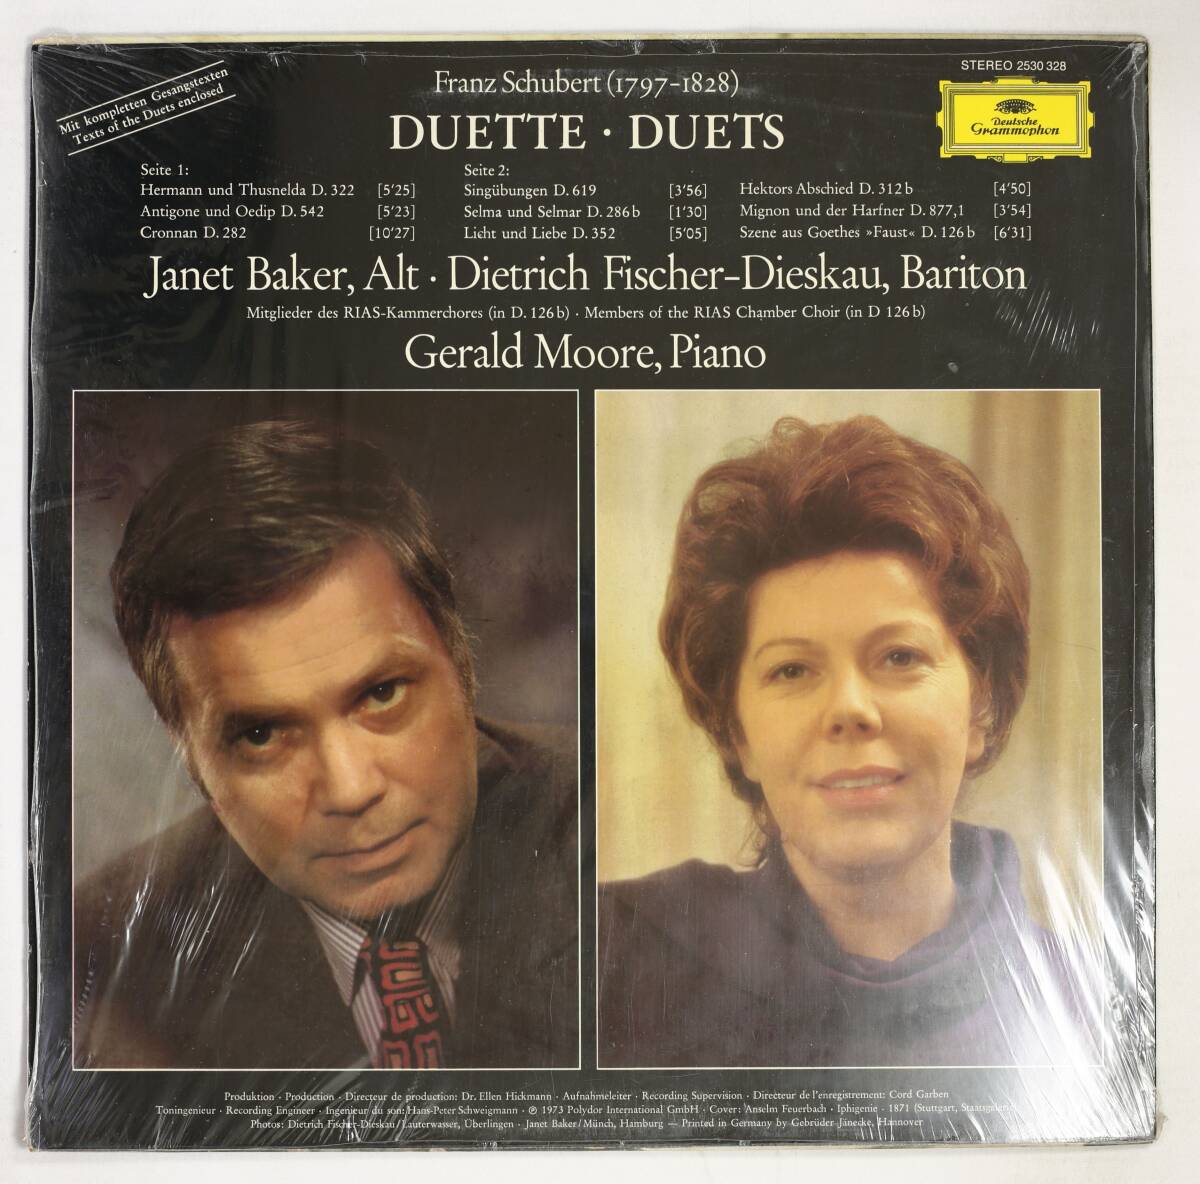 Mit kompletten Gesangstexten
Texts of the Duets enclosed
Franz Schubert (1797-1828)
DUETTE · DUETS
STEREO 2530 328
Deutsche
Grammophon
Seite 1:
Hermann und Thusnelda D. 322 [5'25]
Antigone und Oedip D. 542 [5'23]
Cronnan D. 282 [10'27]
Seite 2:
Singübungen D. 619 [3'56]
Selma und Selmar D. 286 b [1'30]
Licht und Liebe D. 352 [5'05]
Hektors Abschied D. 312 b [4'50]
Mignon und der Harfner D. 877,1 [3'54]
Szene aus Goethes »Faust« D. 126 b [6'31]
Janet Baker, Alt · Dietrich Fischer-Dieskau, Bariton
Mitglieder des RIAS-Kammerchores (in D. 126 b) · Members of the RIAS Chamber Choir (in D 126 b)
Gerald Moore, Piano
Produktion · Production · Directeur de production: Dr. Ellen Hickmann · Aufnahmeleiter · Recording Supervision · Directeur de l'enregistrement: Cord Garben
Toningenieur · Recording Engineer · Ingenieur du son: Hans-Peter Schweigmann · ℗ 1973 Polydor International GmbH · Cover: Anselm Feuerbach · Iphigenie · 1871 (Stuttgart, Staatsgalerie
Photos: Dietrich Fischer-Dieskau/Lauterwasser, Überlingen · Janet Baker/Münch, Hamburg — Printed in Germany by Gebrüder Jänecke, Hannover